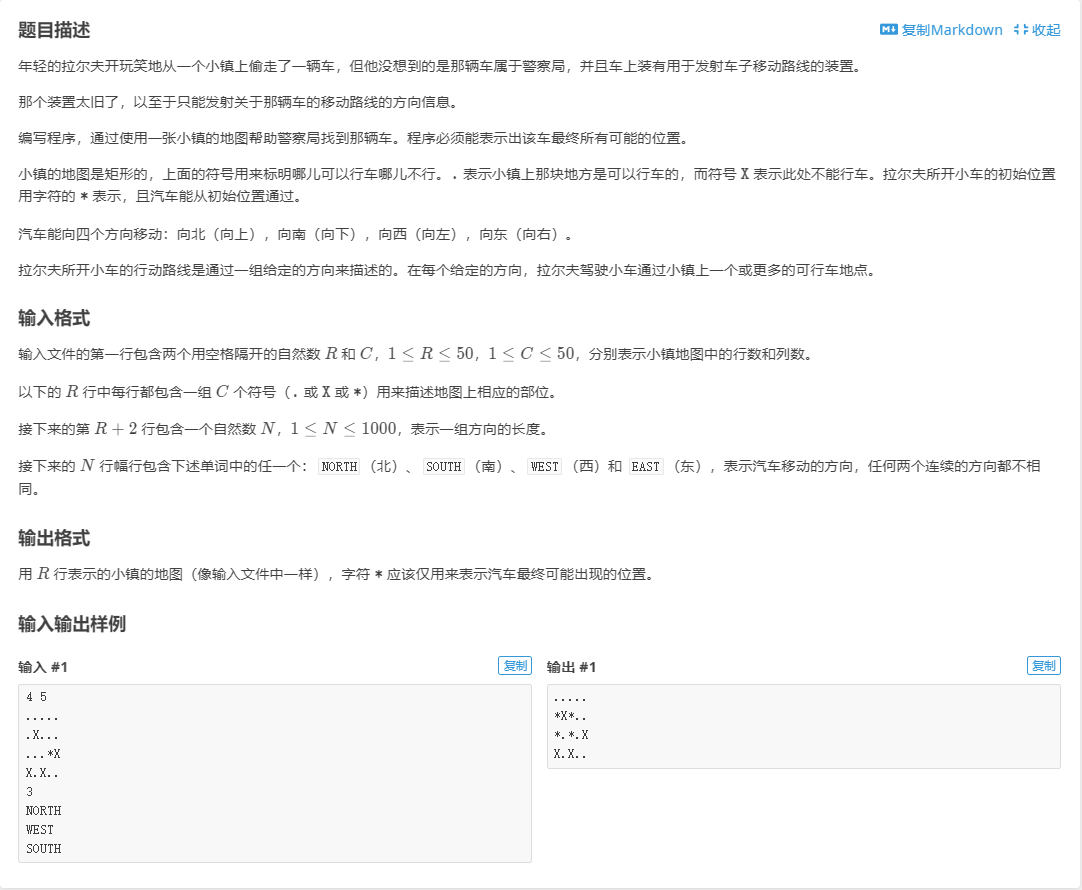 题目描述
复制Markdown 收起
年轻的拉尔夫开玩笑地从一个小镇上偷走了一辆车，但他没想到的是那辆车属于警察局，并且车上装有用于发射车子移动路线的装置。
那个装置太旧了，以至于只能发射关于那辆车的移动路线的方向信息。
编写程序，通过使用一张小镇的地图帮助警察局找到那辆车。程序必须能表示出该车最终所有可能的位置。
小镇的地图是矩形的，上面的符号用来标明哪儿可以行车哪儿不行。. 表示小镇上那块地方是可以行车的，而符号 X 表示此处不能行车。拉尔夫所开小车的初始位置
用字符的 * 表示，且汽车能从初始位置通过。
汽车能向四个方向移动：向北（向上），向南（向下），向西（向左），向东（向右）。
拉尔夫所开小车的行动路线是通过一组给定的方向来描述的。在每个给定的方向，拉尔夫驾驶小车通过小镇上一个或更多的可行车地点。
输入格式
输入文件的第一行包含两个用空格隔开的自然数 R 和 C，1 ≤ R ≤ 50，1 ≤ C ≤ 50，分别表示小镇地图中的行数和列数。
以下的 R 行中每行都包含一组 C 个符号（. 或 X 或 *）用来描述地图上相应的部位。
接下来的第 R + 2 行包含一个自然数 N，1 ≤ N ≤ 1000，表示一组方向的长度。
接下来的 N 行幅行包含下述单词中的任一个：NORTH（北）、SOUTH（南）、WEST（西）和 EAST（东），表示汽车移动的方向，任何两个连续的方向都不相
同。
输出格式
用 R 行表示的小镇的地图（像输入文件中一样），字符 * 应该仅用来表示汽车最终可能出现的位置。
输入输出样例
输入 #1
复制
4 5
.....
.X...
...*X
X.X..
3
NORTH
WEST
SOUTH
输出 #1
复制
.....
*X*..
*.*.X
X.X..